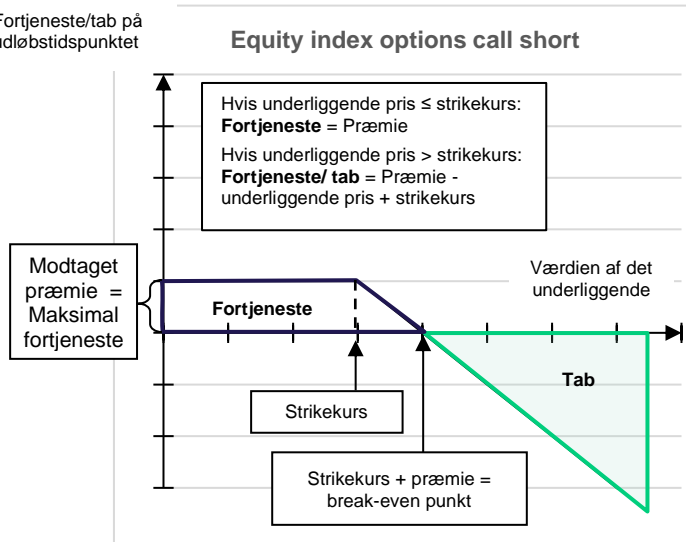 Fortjeneste/tab på
udløbstidspunktet
Equity index options call short
Hvis underliggende pris ≤ strikekurs:
Fortjeneste = Præmie
Hvis underliggende pris > strikekurs:
Fortjeneste/ tab = Præmie -
underliggende pris + strikekurs
Modtaget
præmie =
Maksimal
fortjeneste
Fortjeneste
Værdien af det
underliggende
Tab
Strikekurs
Strikekurs + præmie =
break-even punkt